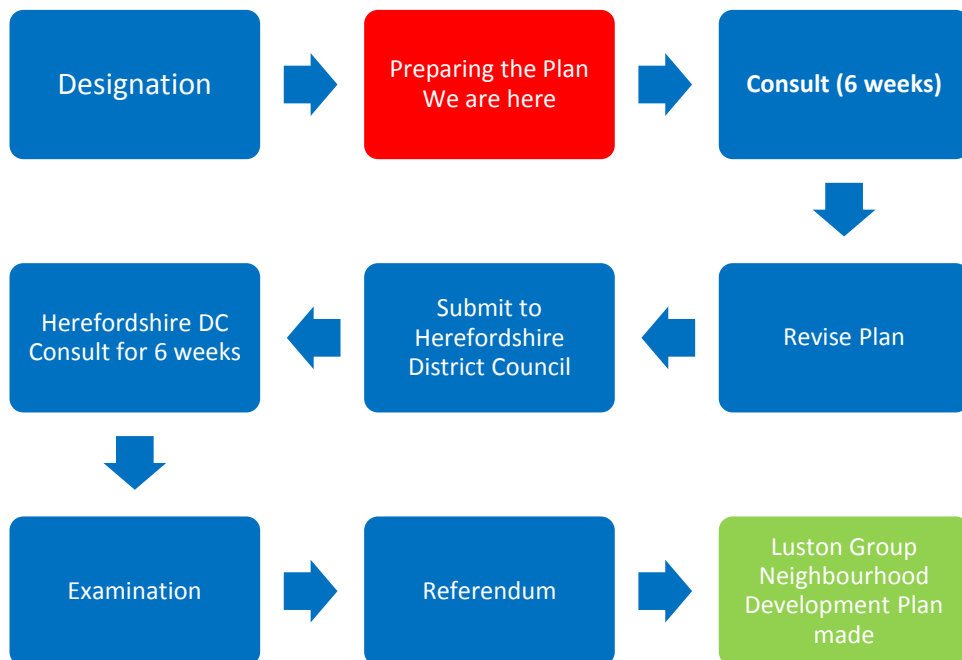 Designation
Preparing the Plan
We are here
Consult (6 weeks)
Revise Plan
Submit to
Herefordshire
District Council
Herefordshire DC
Consult for 6 weeks
Examination
Referendum
Luston Group
Neighbourhood
Development Plan
made